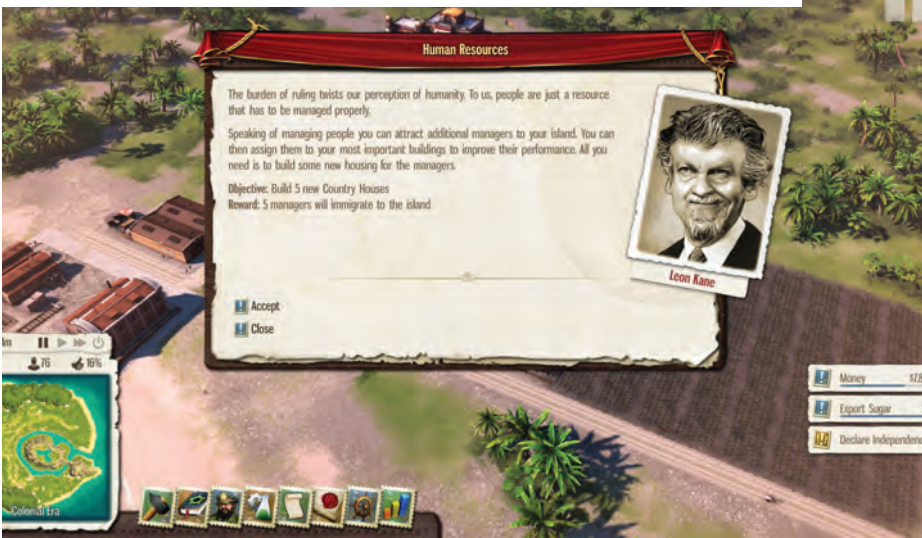 Human Resources
The burden of ruling twists our perception of humanity. To us, people are just a resource
that has to be managed properly.
Speaking of managing people you can attract additional managers to your island. You can
then assign them to your most important buildings to improve their performance. All you
need is to build some new housing for the managers.
Objective: Build 5 new Country Houses
Reward: 5 managers will immigrate to the island
Leon Kane
Accept
Close
76
16%
Money
Export Sugar
Declare Independenc
Colonial Era